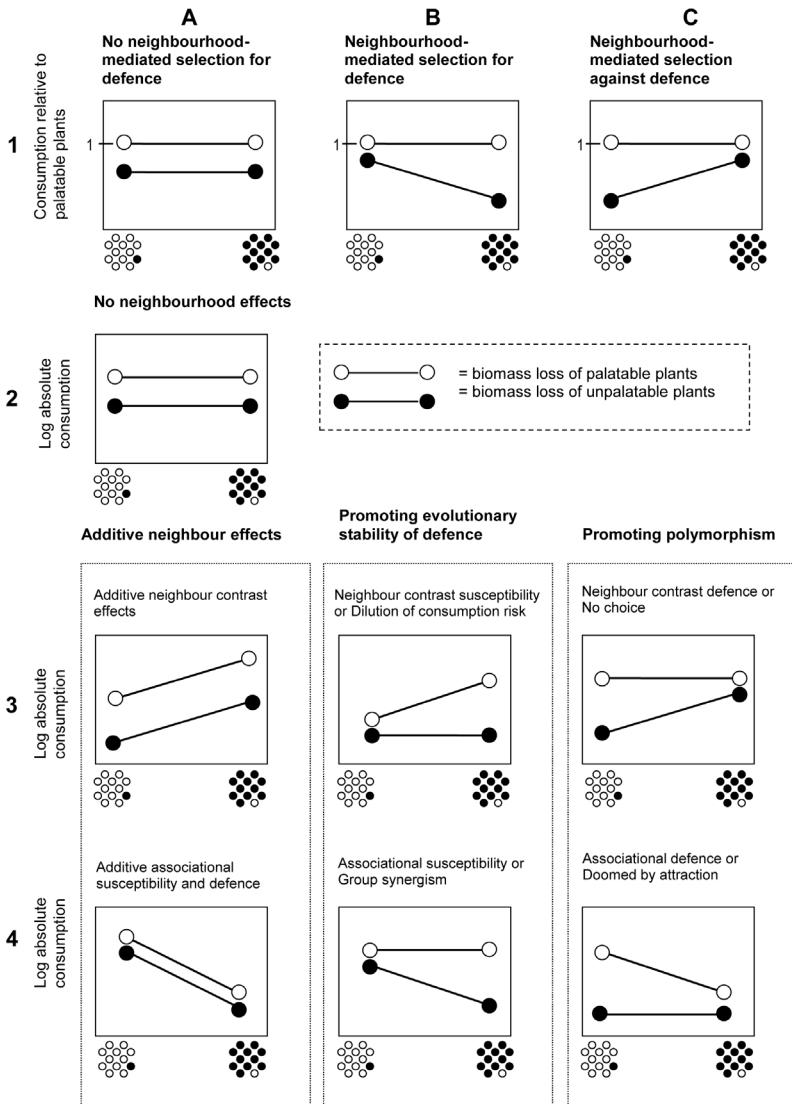 A
B
C
No neighbourhood-
mediated selection for
defence
Neighbourhood-
mediated selection for
defence
Neighbourhood-
mediated selection
against defence
1
Consumption relative to
palatable plants
1
1
1
No neighbourhood effects
2
Log absolute
consumption
= biomass loss of palatable plants
= biomass loss of unpalatable plants
Additive neighbour effects
Promoting evolutionary
stability of defence
Promoting polymorphism
3
Log absolute
consumption
Additive neighbour contrast
effects
Neighbour contrast susceptibility
or Dilution of consumption risk
Neighbour contrast defence or
No choice
4
Log absolute
consumption
Additive associational
susceptibility and defence
Associational susceptibility or
Group synergism
Associational defence or
Doomed by attraction